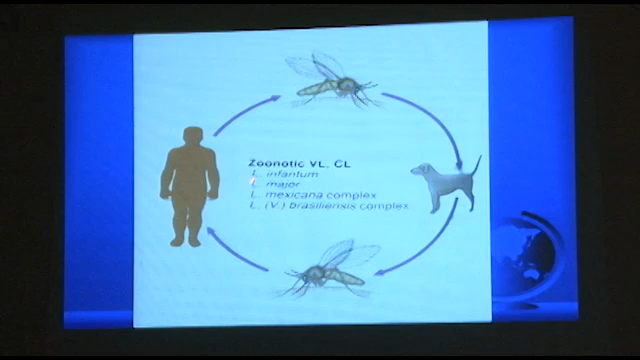 Zoonotic VL, CL
L. infantum
L. major
L. mexicana complex
L. (V.) brasiliensis complex